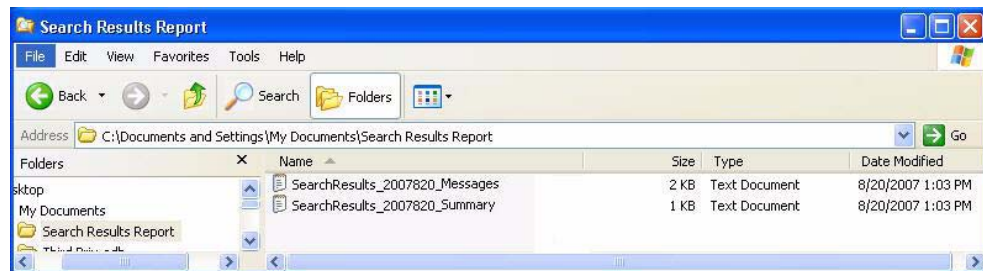 Search Results Report
File Edit View Favorites Tools Help
Back Search Folders
Address C:\Documents and Settings\My Documents\Search Results Report Go
Folders × Name Size Type Date Modified
sktop SearchResults_2007820_Messages 2 KB Text Document 8/20/2007 1:03 PM
My Documents SearchResults_2007820_Summary 1 KB Text Document 8/20/2007 1:03 PM
Search Results Report